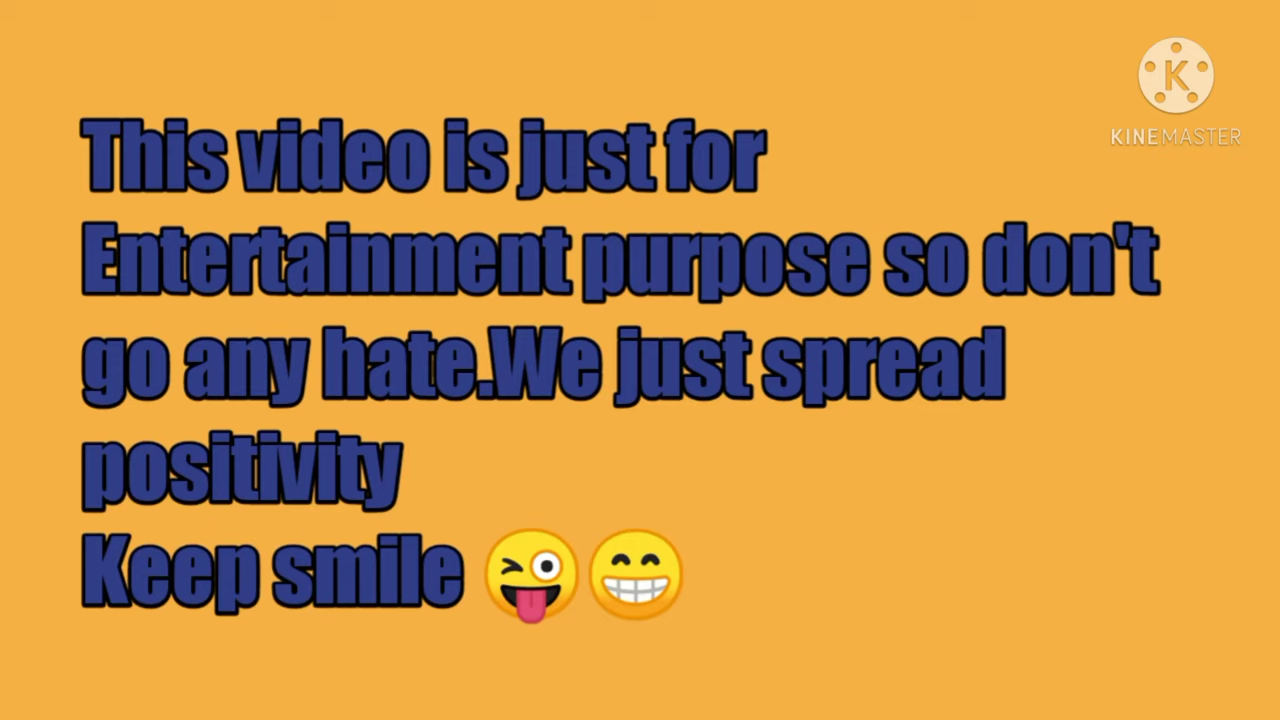 K
KINEMASTER
This video is just for
Entertainment purpose so don't
go any hate.We just spread
positivity
Keep smile 😜😁